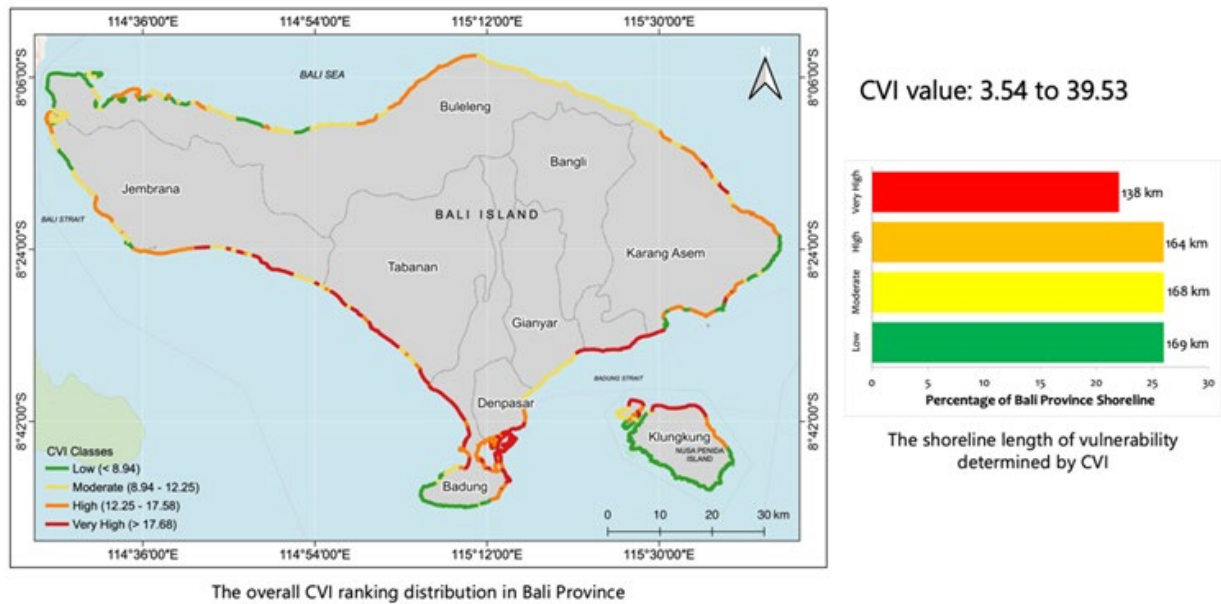 114°36'00"E 114°54'00"E 115°12'00"E 115°30'00"E
8°06'00"S
8°24'00"S
8°42'00"S
BALI SEA
N
Buleleng
Bangli
Jembrana
BALI ISLAND
BALI STRAIT
Karang Asem
Tabanan
Gianyar
BADUNG STRAIT
Denpasar
Klungkung
NUSA PENIDA
ISLAND
Badung
CVI Classes
Low (< 8.94)
Moderate (8.94 - 12.25)
High (12.25 - 17.58)
Very High (> 17.68)
0 10 20 30 km
8°06'00"S
8°24'00"S
8°42'00"S
114°36'00"E 114°54'00"E 115°12'00"E 115°30'00"E
The overall CVI ranking distribution in Bali Province
CVI value: 3.54 to 39.53
Very High
138 km
High
164 km
Moderate
168 km
Low
169 km
0 5 10 15 20 25 30
Percentage of Bali Province Shoreline
The shoreline length of vulnerability
determined by CVI